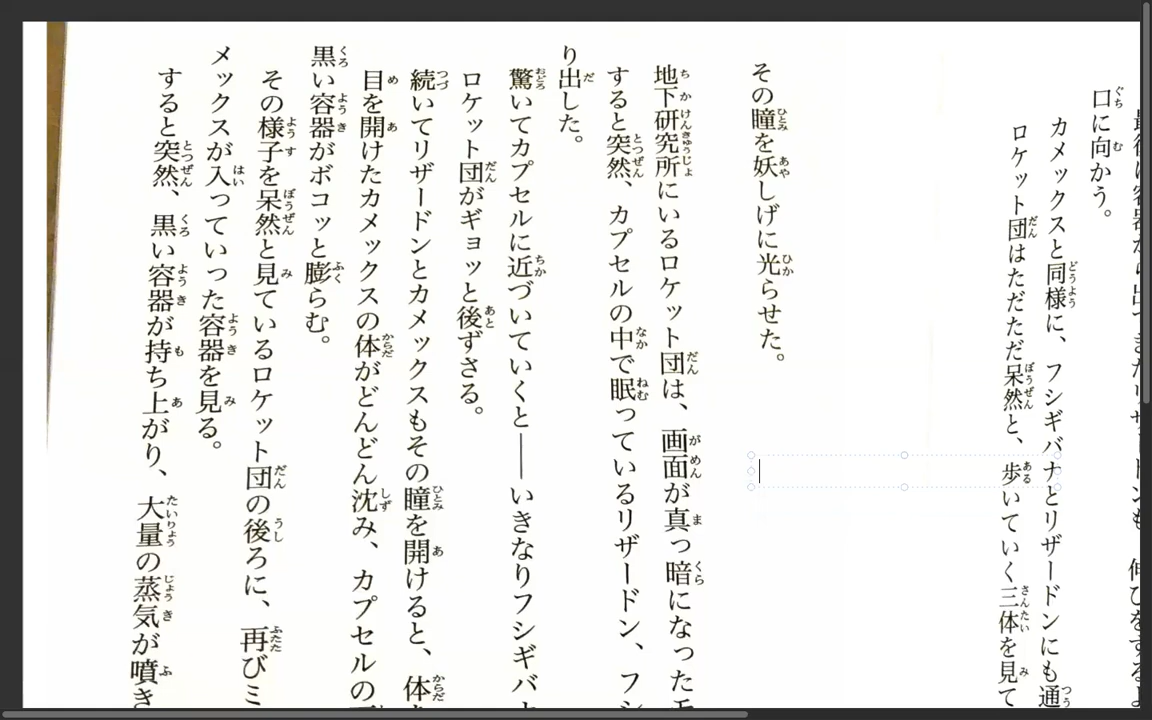 口に向かう。
カメックスと同様に、フシギバナとリザードンにも通
ロケット団はただただ呆然と、歩いていく三体を見て
その瞳を妖しげに光らせた。
地下研究所にいるロケット団は、画面が真っ暗になったモ
すると突然、カプセルの中で眠っているリザードン、フシ
り出した。
驚いてカプセルに近づいていくと――いきなりフシギバナ
ロケット団がギョッと後ずさる。
続いてリザードンとカメックスもその瞳を開けると、体
目を開けたカメックスの体がどんどん沈み、カプセルの
黒い容器がボコッと膨らむ。
その様子を呆然と見ているロケット団の後ろに、再びミ
メックスが入っていった容器を見る。
すると突然、黒い容器が持ち上がり、大量の蒸気が噴き